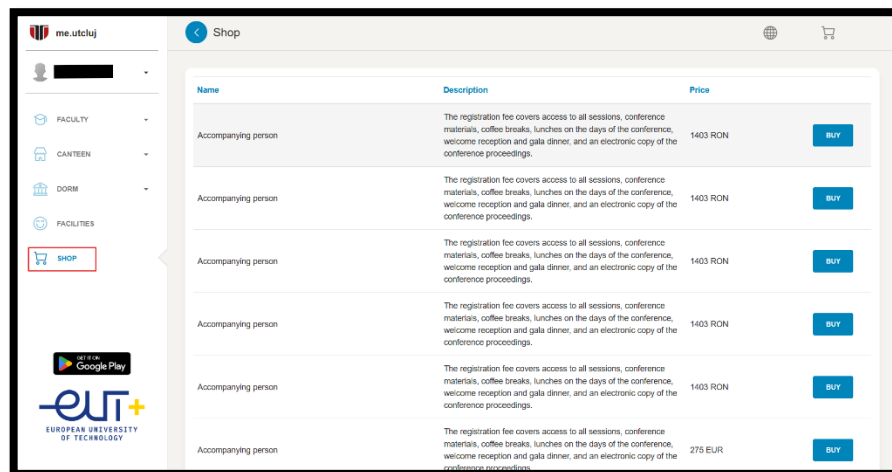 me.utcluj
Shop
FACULTY
CANTEEN
DORM
FACILITIES
SHOP
GET IT ON
Google Play
eut+
EUROPEAN UNIVERSITY
OF TECHNOLOGY
Name Description Price
Accompanying person
The registration fee covers access to all sessions, conference
materials, coffee breaks, lunches on the days of the conference,
welcome reception and gala dinner, and an electronic copy of the
conference proceedings.
1403 RON
BUY
Accompanying person
The registration fee covers access to all sessions, conference
materials, coffee breaks, lunches on the days of the conference,
welcome reception and gala dinner, and an electronic copy of the
conference proceedings.
1403 RON
BUY
Accompanying person
The registration fee covers access to all sessions, conference
materials, coffee breaks, lunches on the days of the conference,
welcome reception and gala dinner, and an electronic copy of the
conference proceedings.
1403 RON
BUY
Accompanying person
The registration fee covers access to all sessions, conference
materials, coffee breaks, lunches on the days of the conference,
welcome reception and gala dinner, and an electronic copy of the
conference proceedings.
1403 RON
BUY
Accompanying person
The registration fee covers access to all sessions, conference
materials, coffee breaks, lunches on the days of the conference,
welcome reception and gala dinner, and an electronic copy of the
conference proceedings.
1403 RON
BUY
Accompanying person
The registration fee covers access to all sessions, conference
materials, coffee breaks, lunches on the days of the conference,
welcome reception and gala dinner, and an electronic copy of the
conference proceedings.
275 EUR
BUY